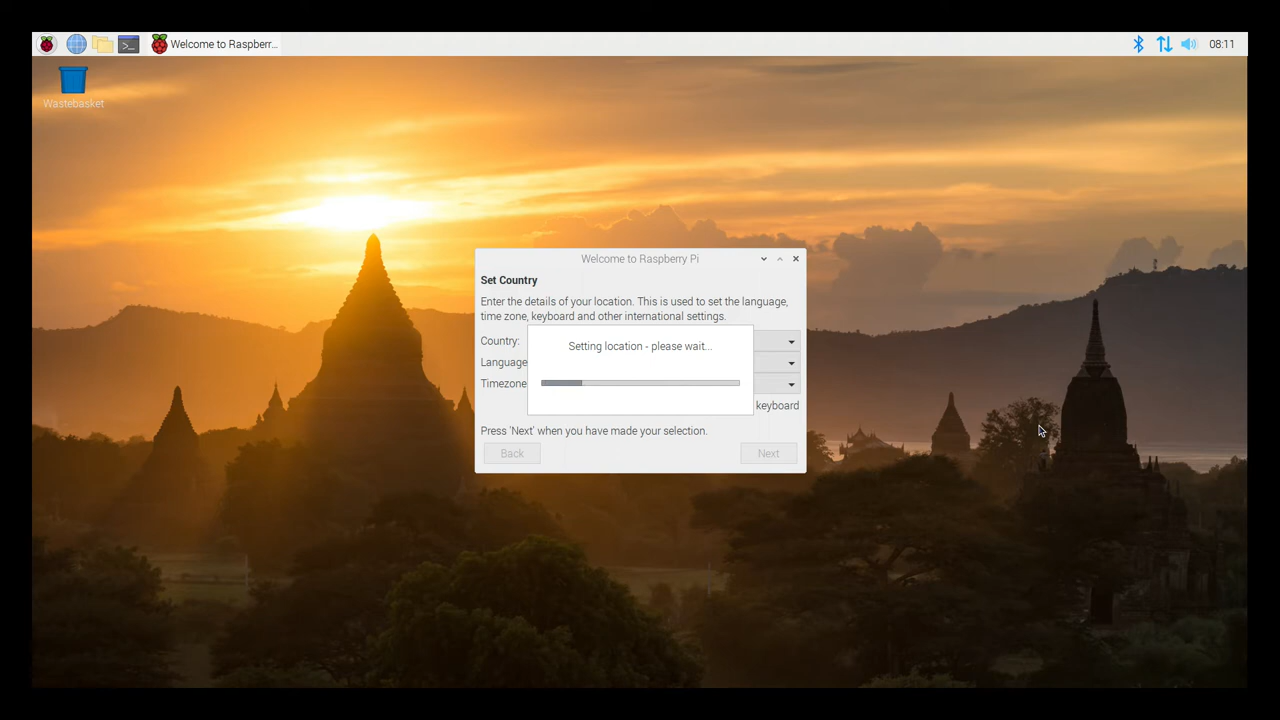 Welcome to Raspberr...
08:11
Wastebasket
Welcome to Raspberry Pi
Set Country
Enter the details of your location. This is used to set the language,
time zone, keyboard and other international settings.
Country:
Setting location - please wait...
Language
Timezone
keyboard
Press 'Next' when you have made your selection.
Back
Next